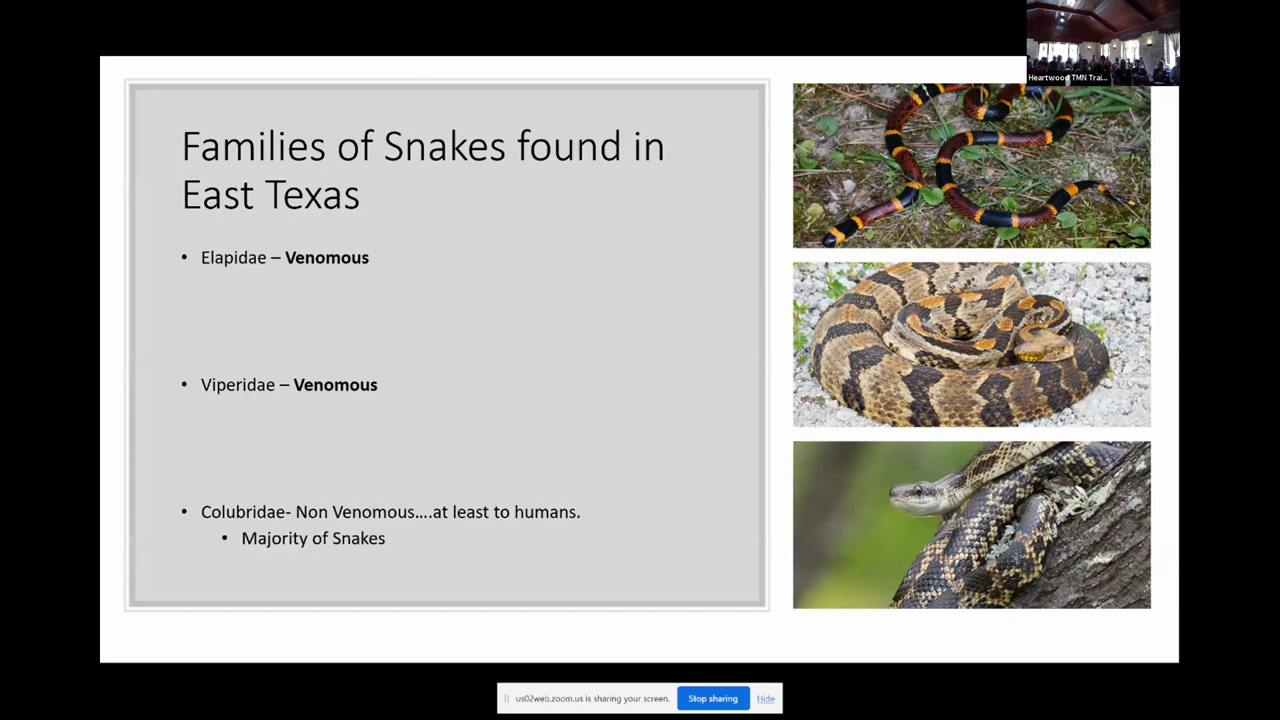 Heartwood TMN Trai...
Families of Snakes found in
East Texas
• Elapidae – Venomous
• Viperidae – Venomous
• Colubridae- Non Venomous....at least to humans.
• Majority of Snakes
us02web.zoom.us is sharing your screen.
Stop sharing
Hide